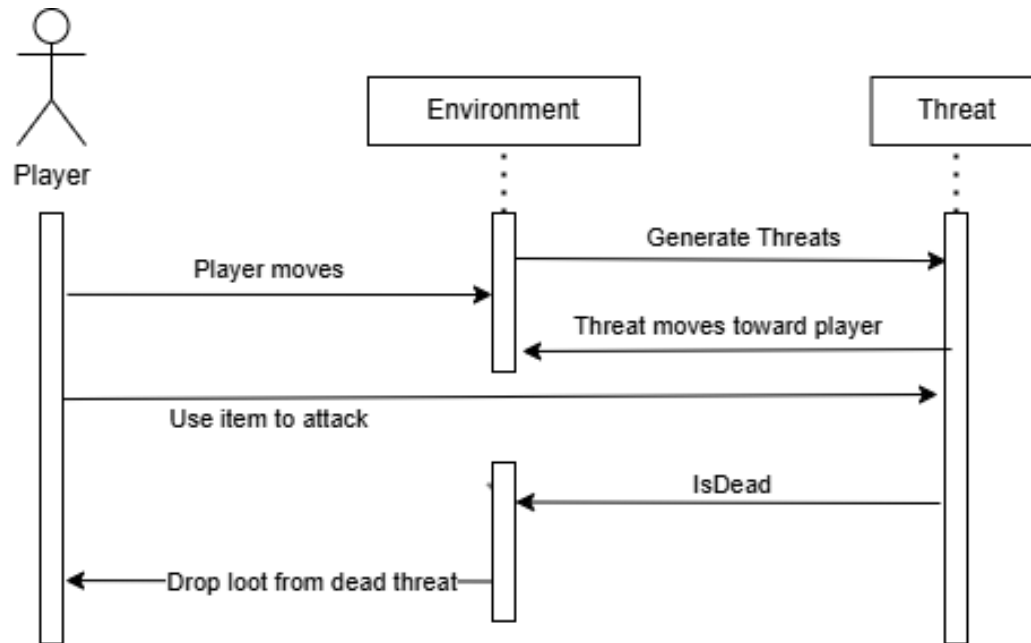 Environment
Threat
Player
Generate Threats
Player moves
Threat moves toward player
Use item to attack
IsDead
Drop loot from dead threat